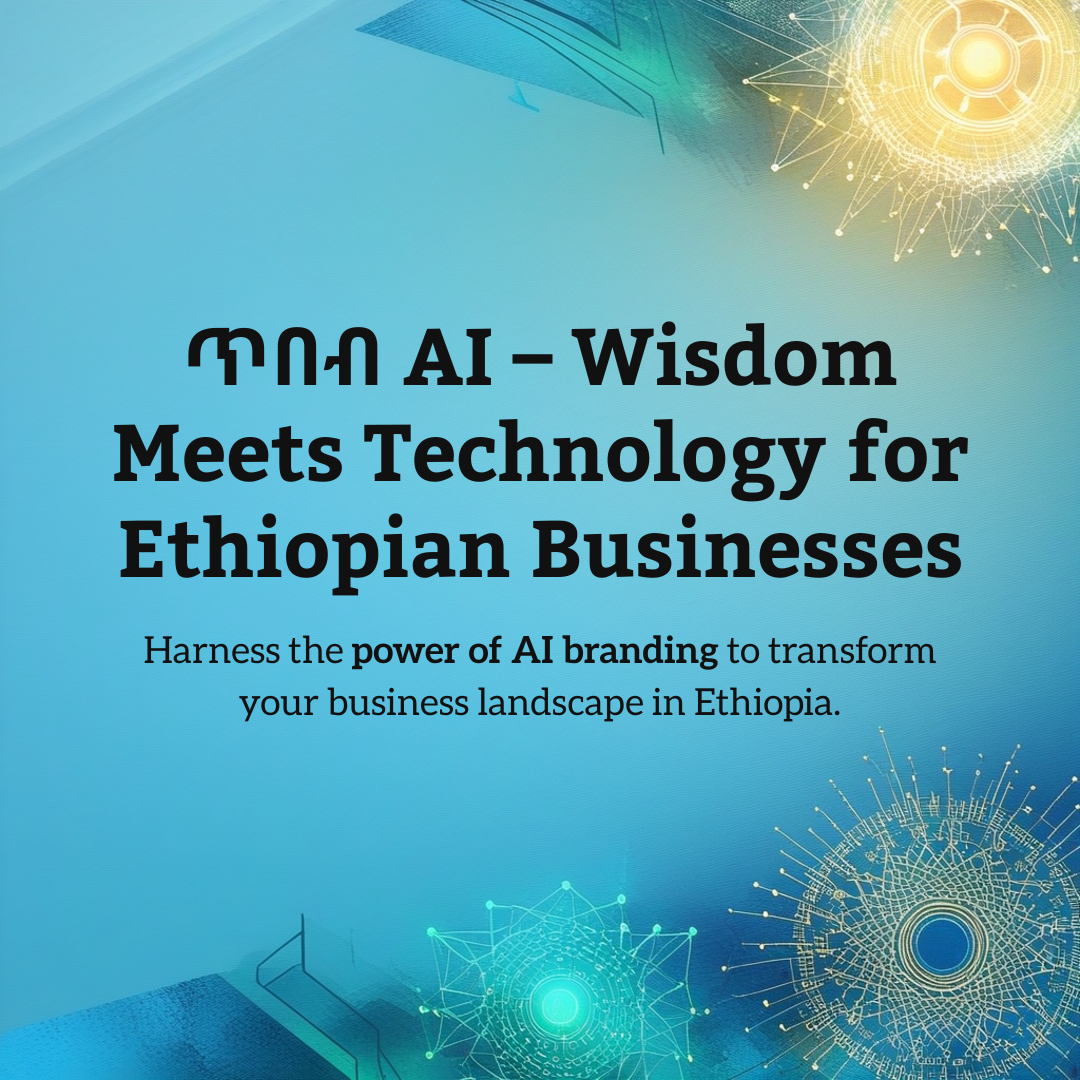 ጥበብ AI – Wisdom
Meets Technology for
Ethiopian Businesses
Harness the power of AI branding to transform
your business landscape in Ethiopia.